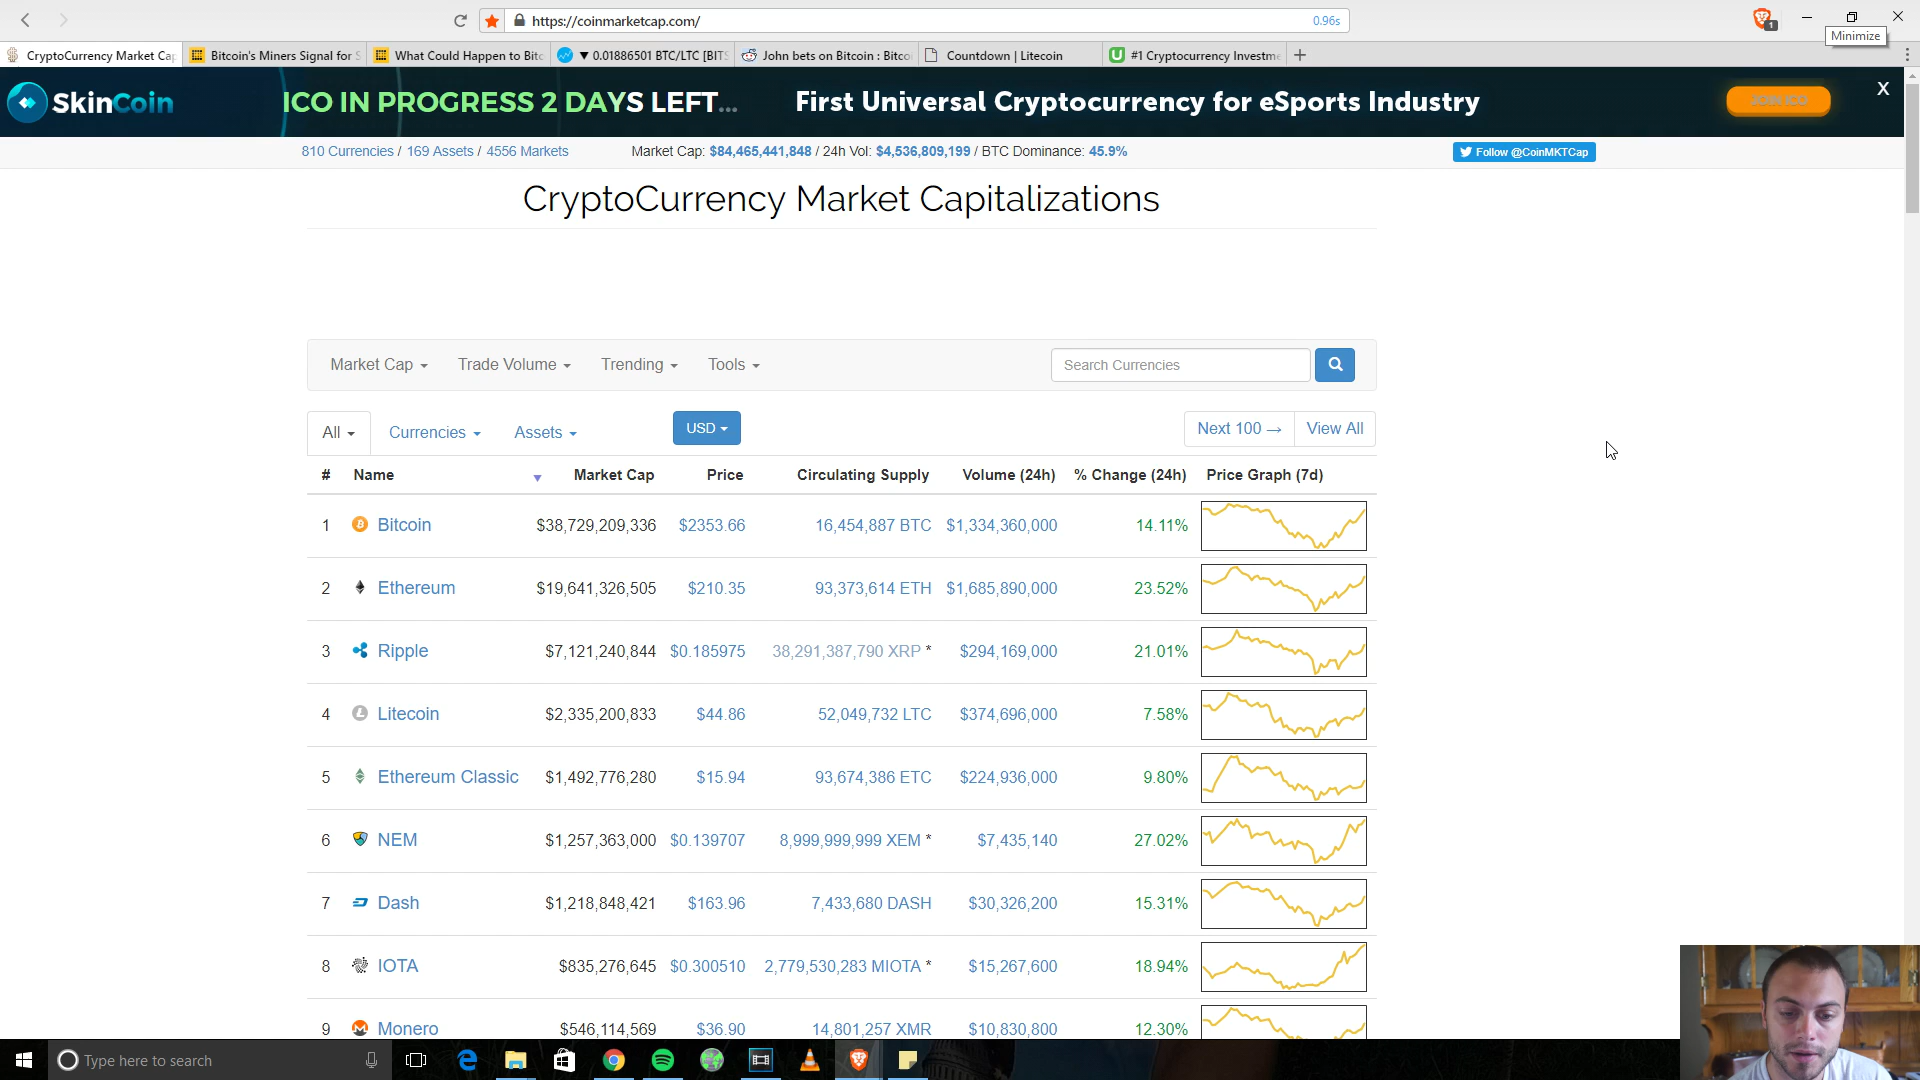 https://coinmarketcap.com/
0.96s
1
Minimize
CryptoCurrency Market Cap
Bitcoin's Miners Signal for S
What Could Happen to Bitc
▼ 0.01886501 BTC/LTC [BITS
John bets on Bitcoin : Bitco
Countdown | Litecoin
#1 Cryptocurrency Investme
SkinCoin
ICO IN PROGRESS 2 DAYS LEFT...
First Universal Cryptocurrency for eSports Industry
JOIN ICO
X
810 Currencies / 169 Assets / 4556 Markets
Market Cap: $84,465,441,848 / 24h Vol: $4,536,809,199 / BTC Dominance: 45.9%
Follow @CoinMKTCap
CryptoCurrency Market Capitalizations
Market Cap Trade Volume Trending Tools
Search Currencies
All Currencies Assets USD Next 100 → View All
# Name Market Cap Price Circulating Supply Volume (24h) % Change (24h) Price Graph (7d)
1 Bitcoin $38,729,209,336 $2353.66 16,454,887 BTC $1,334,360,000 14.11%
2 Ethereum $19,641,326,505 $210.35 93,373,614 ETH $1,685,890,000 23.52%
3 Ripple $7,121,240,844 $0.185975 38,291,387,790 XRP * $294,169,000 21.01%
4 Litecoin $2,335,200,833 $44.86 52,049,732 LTC $374,696,000 7.58%
5 Ethereum Classic $1,492,776,280 $15.94 93,674,386 ETC $224,936,000 9.80%
6 NEM $1,257,363,000 $0.139707 8,999,999,999 XEM * $7,435,140 27.02%
7 Dash $1,218,848,421 $163.96 7,433,680 DASH $30,326,200 15.31%
8 IOTA $835,276,645 $0.300510 2,779,530,283 MIOTA * $15,267,600 18.94%
9 Monero $546,114,569 $36.90 14,801,257 XMR $10,830,800 12.30%
Type here to search